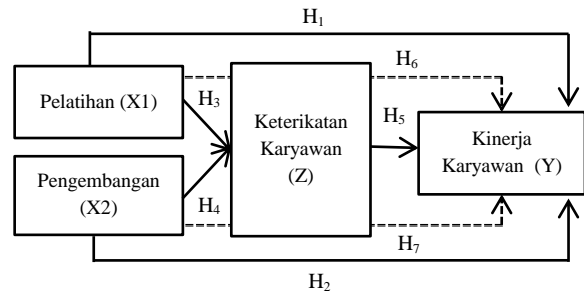 H₁
Pelatihan (X1)
H₃
H₆
Keterikatan
Karyawan
(Z)
H₅
Kinerja
Karyawan (Y)
Pengembangan
(X2)
H₄
H₇
H₂